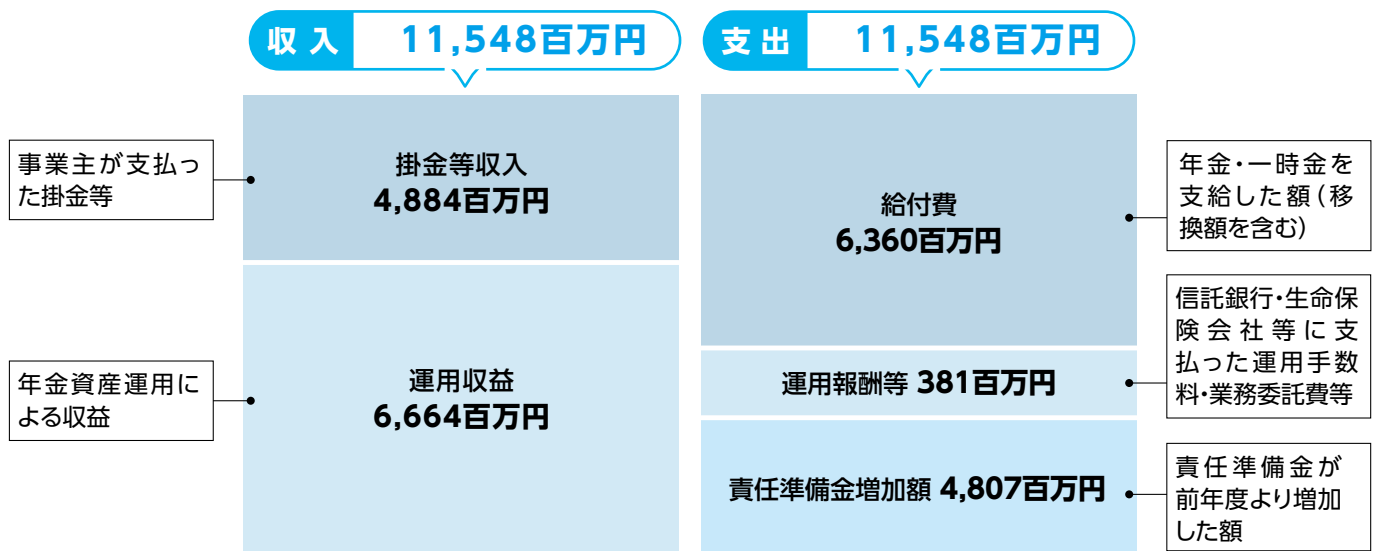 収入 11,548百万円
事業主が支払っ
た掛金等
掛金等収入
4,884百万円
年金資産運用に
よる収益
運用収益
6,664百万円
支出 11,548百万円
給付費
6,360百万円
年金・一時金を
支給した額（移
換額を含む）
運用報酬等 381百万円
信託銀行・生命保
険会社等に支
払った運用手数
料・業務委託費等
責任準備金増加額 4,807百万円
責任準備金が
前年度より増加
した額